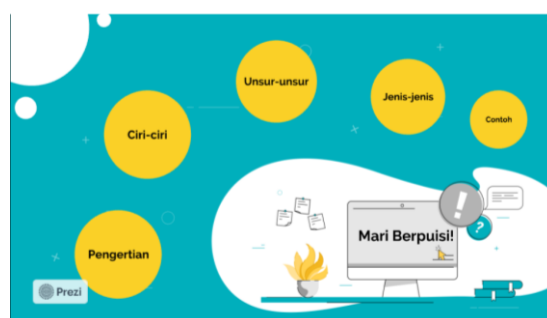 Unsur-unsur
Jenis-jenis
Contoh
Ciri-ciri
!
?
Mari Berpuisi!
Pengertian
Prezi